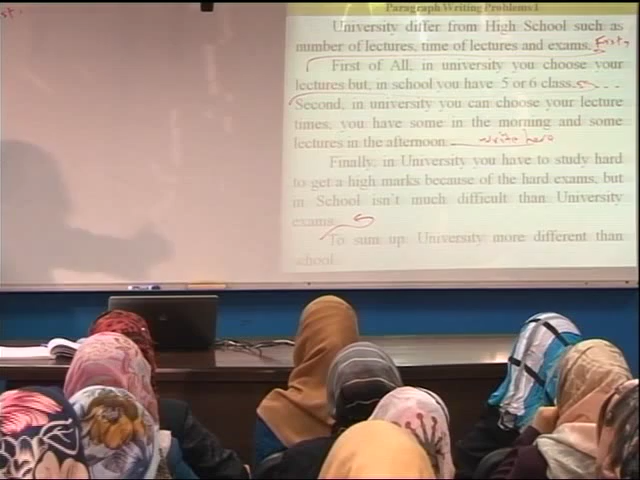 Paragraph Writing Problems 1
University differ from High School such as
number of lectures, time of lectures and exams. First,
First of All, in university you choose your
lectures but, in school you have 5 or 6 class.
Second, in university you can choose your lecture
times, you have some in the morning and some
lectures in the afternoon. write here
Finally, in University you have to study hard
to get a high marks because of the hard exams, but
in School isn't much difficult than University
exams.
To sum up, University more different than
school.